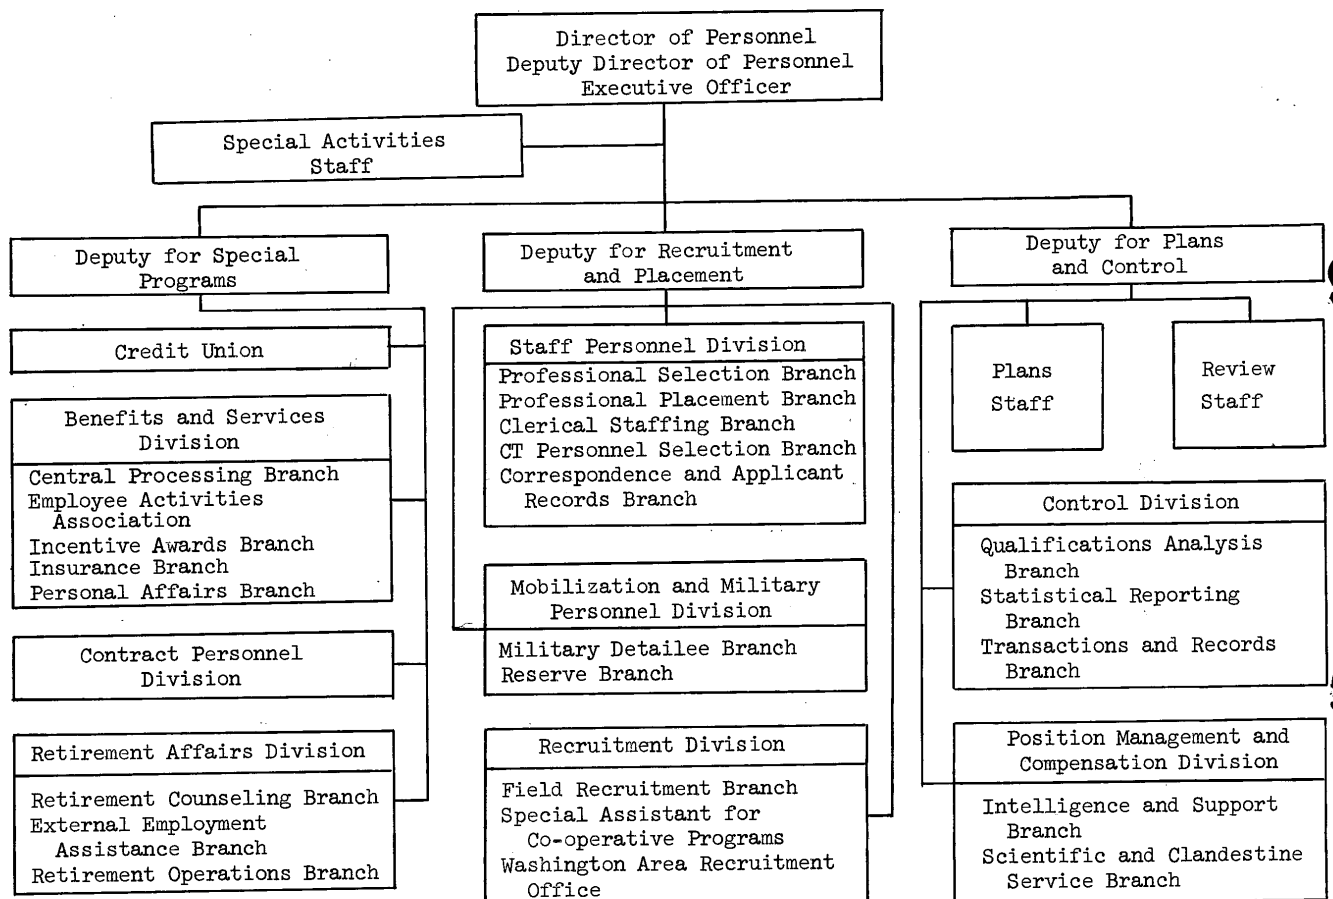 Director of Personnel
Deputy Director of Personnel
Executive Officer
Special Activities
Staff
Deputy for Special
Programs
Credit Union
Benefits and Services
Division
Central Processing Branch
Employee Activities
Association
Incentive Awards Branch
Insurance Branch
Personal Affairs Branch
Contract Personnel
Division
Retirement Affairs Division
Retirement Counseling Branch
External Employment
Assistance Branch
Retirement Operations Branch
Deputy for Recruitment
and Placement
Staff Personnel Division
Professional Selection Branch
Professional Placement Branch
Clerical Staffing Branch
CT Personnel Selection Branch
Correspondence and Applicant
Records Branch
Mobilization and Military
Personnel Division
Military Detailee Branch
Reserve Branch
Recruitment Division
Field Recruitment Branch
Special Assistant for
Co-operative Programs
Washington Area Recruitment
Office
Deputy for Plans
and Control
Plans
Staff
Review
Staff
Control Division
Qualifications Analysis
Branch
Statistical Reporting
Branch
Transactions and Records
Branch
Position Management and
Compensation Division
Intelligence and Support
Branch
Scientific and Clandestine
Service Branch